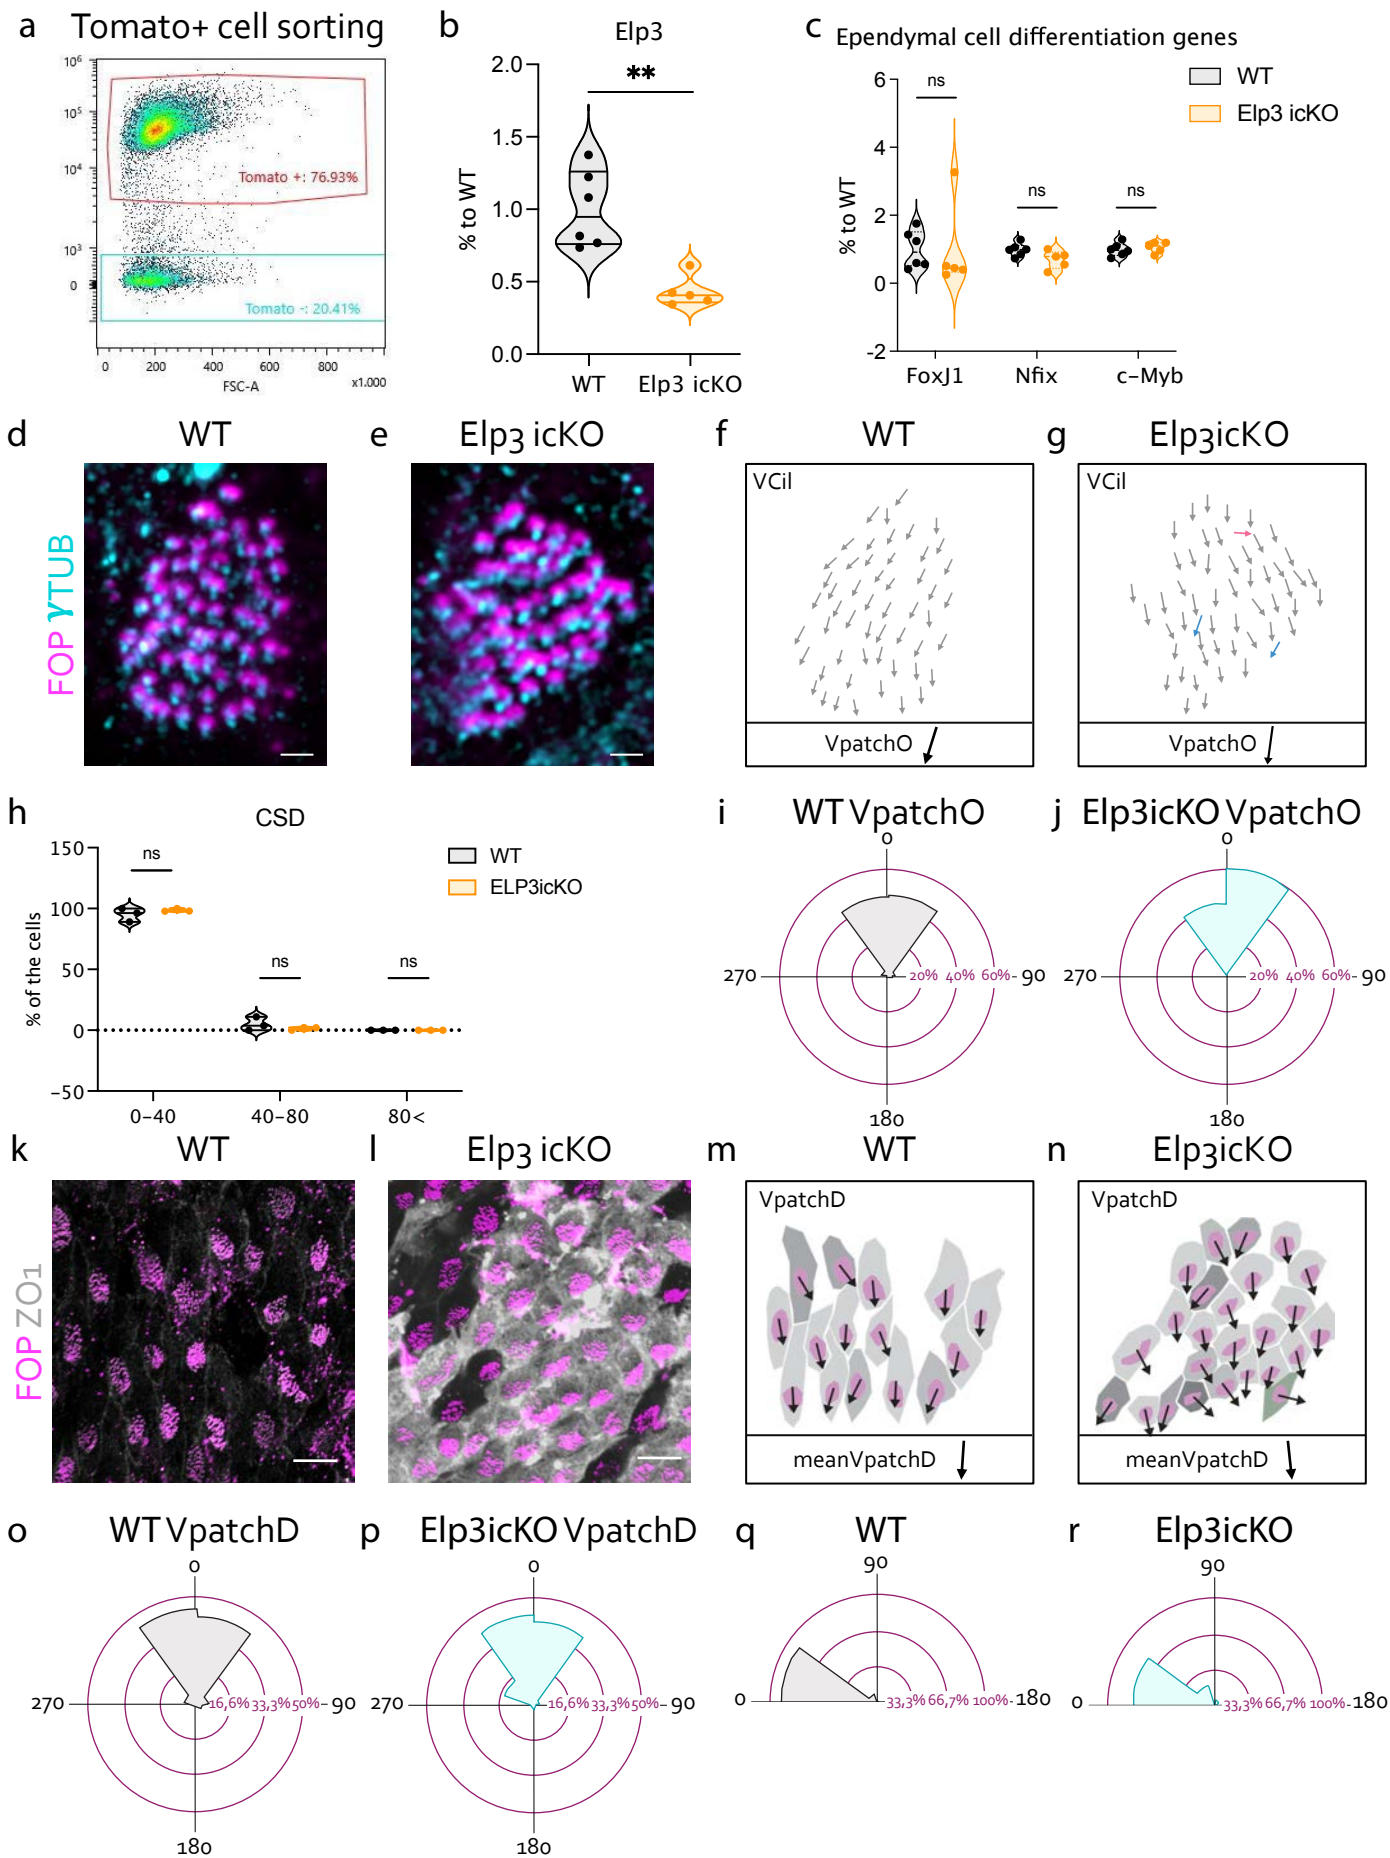 a Tomato+ cell sorting
10⁶
10⁵
10⁴
10³
0
Tomato +: 76.93%
Tomato -: 20.41%
0 200 400 600 800
FSC-A x1.000
b Elp3
**
% to WT
2.0
1.5
1.0
0.5
0.0
WT Elp3 icKO
c Ependymal cell differentiation genes
WT
Elp3 icKO
% to WT
6
4
2
0
-2
ns ns ns
FoxJ1 Nfix c-Myb
d WT
e Elp3 icKO
FOP γTUB
f WT
VCil
VpatchO
g Elp3icKO
VCil
VpatchO
h CSD
WT
ELP3icKO
% of the cells
150
100
50
0
-50
ns ns ns
0-40 40-80 80<
i WT VpatchO
0
270 20% 40% 60% 90
180
j Elp3icKO VpatchO
0
270 20% 40% 60% 90
180
k WT
l Elp3 icKO
FOP ZO1
m WT
VpatchD
meanVpatchD
n Elp3icKO
VpatchD
meanVpatchD
o WT VpatchD
0
270 16,6% 33,3% 50% 90
180
p Elp3icKO VpatchD
0
270 16,6% 33,3% 50% 90
180
q WT
90
0 33,3% 66,7% 100% 180
r Elp3icKO
90
0 33,3% 66,7% 100% 180